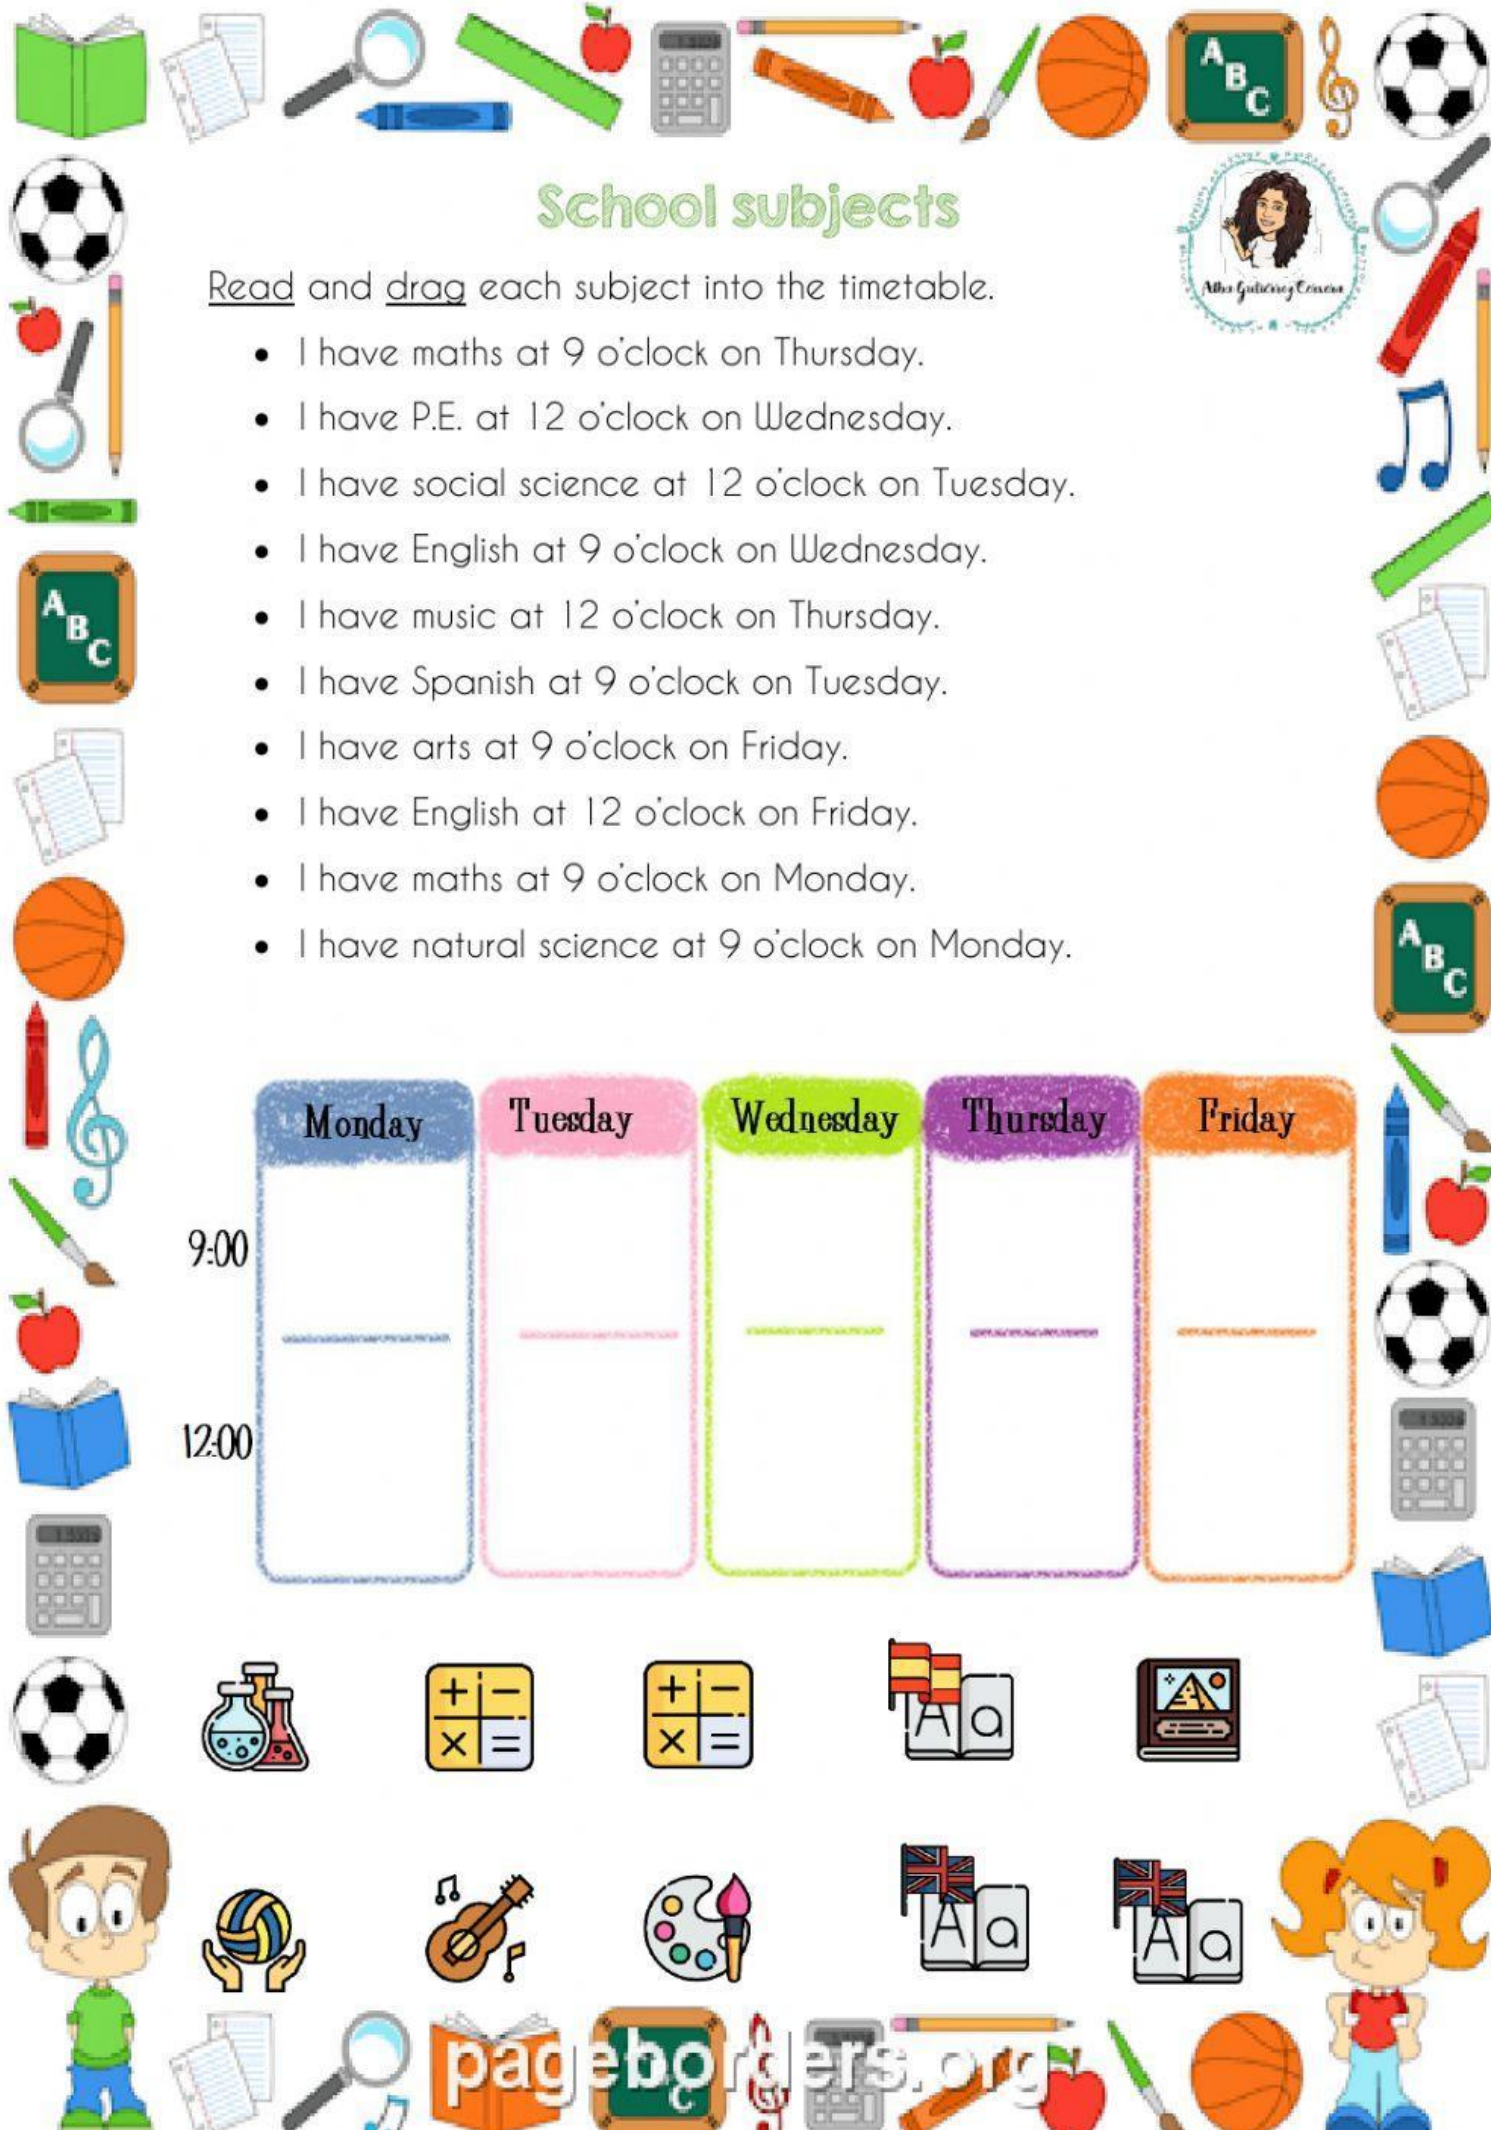 A B C
School subjects
Read and drag each subject into the timetable.
• I have maths at 9 o'clock on Thursday.
• I have P.E. at 12 o'clock on Wednesday.
• I have social science at 12 o'clock on Tuesday.
• I have English at 9 o'clock on Wednesday.
• I have music at 12 o'clock on Thursday.
• I have Spanish at 9 o'clock on Tuesday.
• I have arts at 9 o'clock on Friday.
• I have English at 12 o'clock on Friday.
• I have maths at 9 o'clock on Monday.
• I have natural science at 9 o'clock on Monday.
A B C
A B C
Monday Tuesday Wednesday Thursday Friday
9:00
12:00
+ − × =
+ − × =
A a
A a
A a
C
pageborders.org